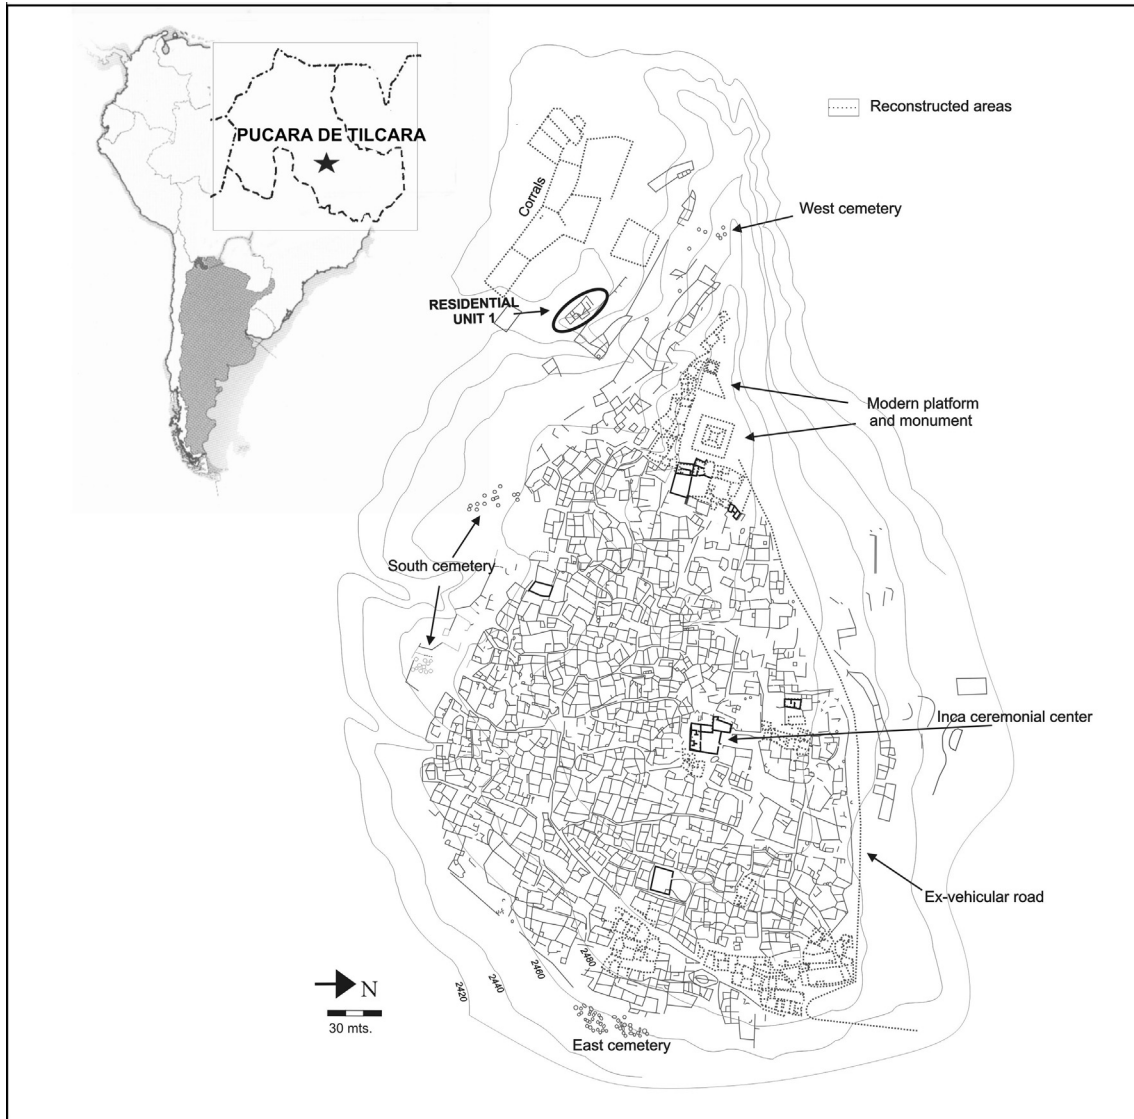 PUCARA DE TILCARA
Reconstructed areas
Corrals
West cemetery
RESIDENTIAL
UNIT 1
Modern platform
and monument
South cemetery
Inca ceremonial center
Ex-vehicular road
2480
2460
2440
2420
N
30 mts.
East cemetery